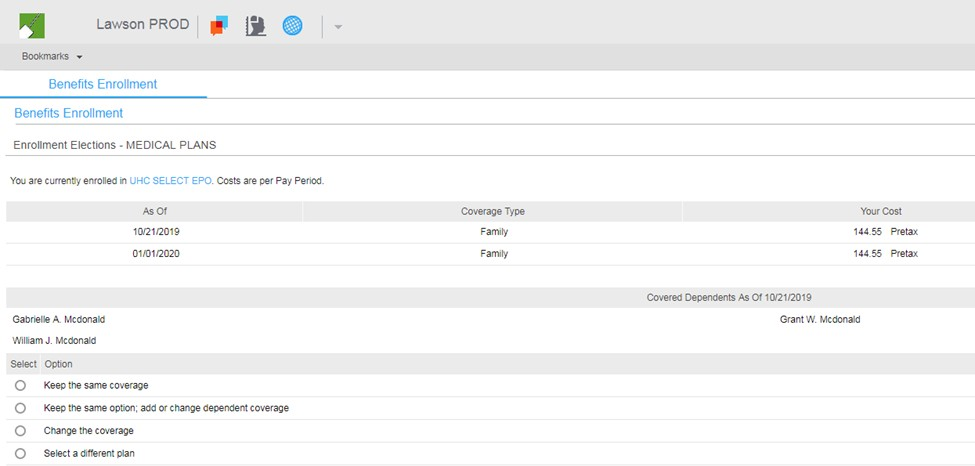 Lawson PROD
Bookmarks
Benefits Enrollment
Benefits Enrollment
Enrollment Elections - MEDICAL PLANS
You are currently enrolled in UHC SELECT EPO. Costs are per Pay Period.
As Of Coverage Type Your Cost
10/21/2019 Family 144.55 Pretax
01/01/2020 Family 144.55 Pretax
Covered Dependents As Of 10/21/2019
Gabrielle A. Mcdonald Grant W. Mcdonald
William J. Mcdonald
Select Option
Keep the same coverage
Keep the same option; add or change dependent coverage
Change the coverage
Select a different plan